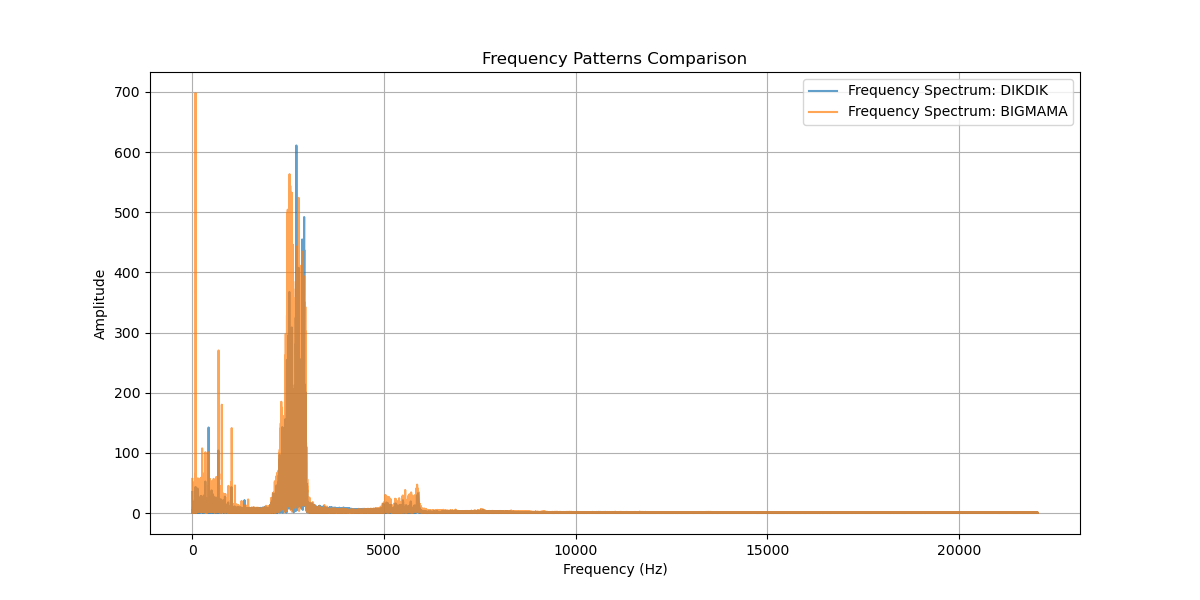 Frequency Patterns Comparison
Frequency Spectrum: DIKDIK
Frequency Spectrum: BIGMAMA
Amplitude
700
600
500
400
300
200
100
0
0 5000 10000 15000 20000
Frequency (Hz)